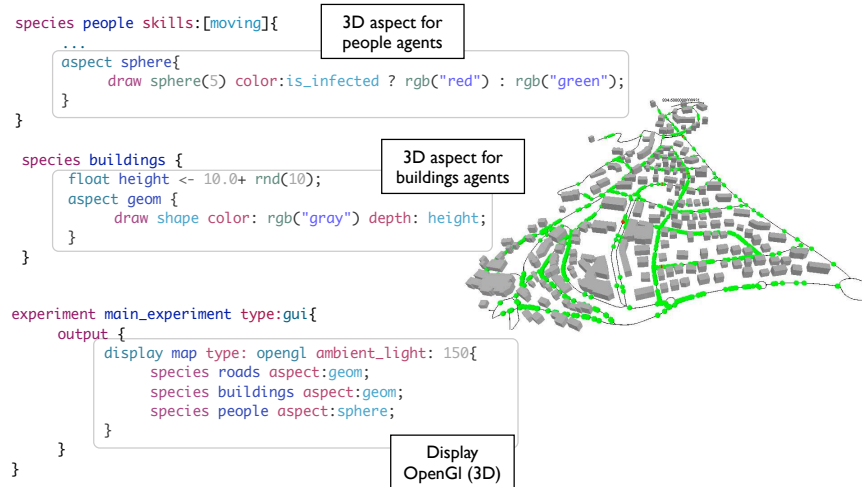 species people skills:[moving]{
...
aspect sphere{
draw sphere(5) color:is_infected ? rgb("red") : rgb("green");
}
}
3D aspect for
people agents
species buildings {
float height <- 10.0+ rnd(10);
aspect geom {
draw shape color: rgb("gray") depth: height;
}
}
3D aspect for
buildings agents
experiment main_experiment type:gui{
output {
display map type: opengl ambient_light: 150{
species roads aspect:geom;
species buildings aspect:geom;
species people aspect:sphere;
}
}
}
Display
OpenGl (3D)